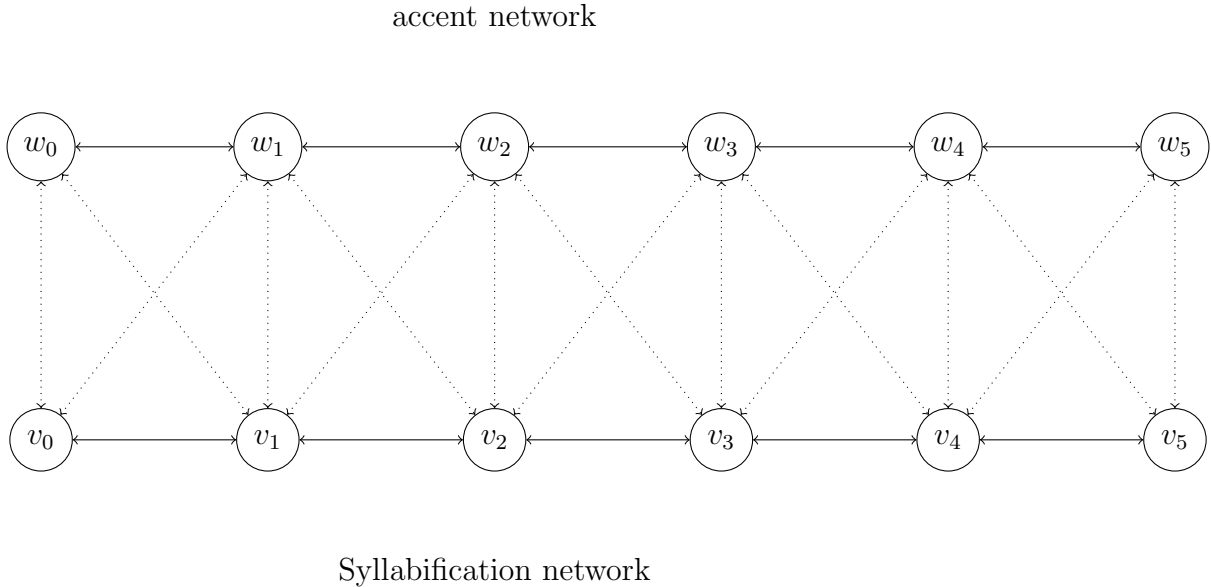 accent network
w₀ w₁ w₂ w₃ w₄ w₅
v₀ v₁ v₂ v₃ v₄ v₅
Syllabification network